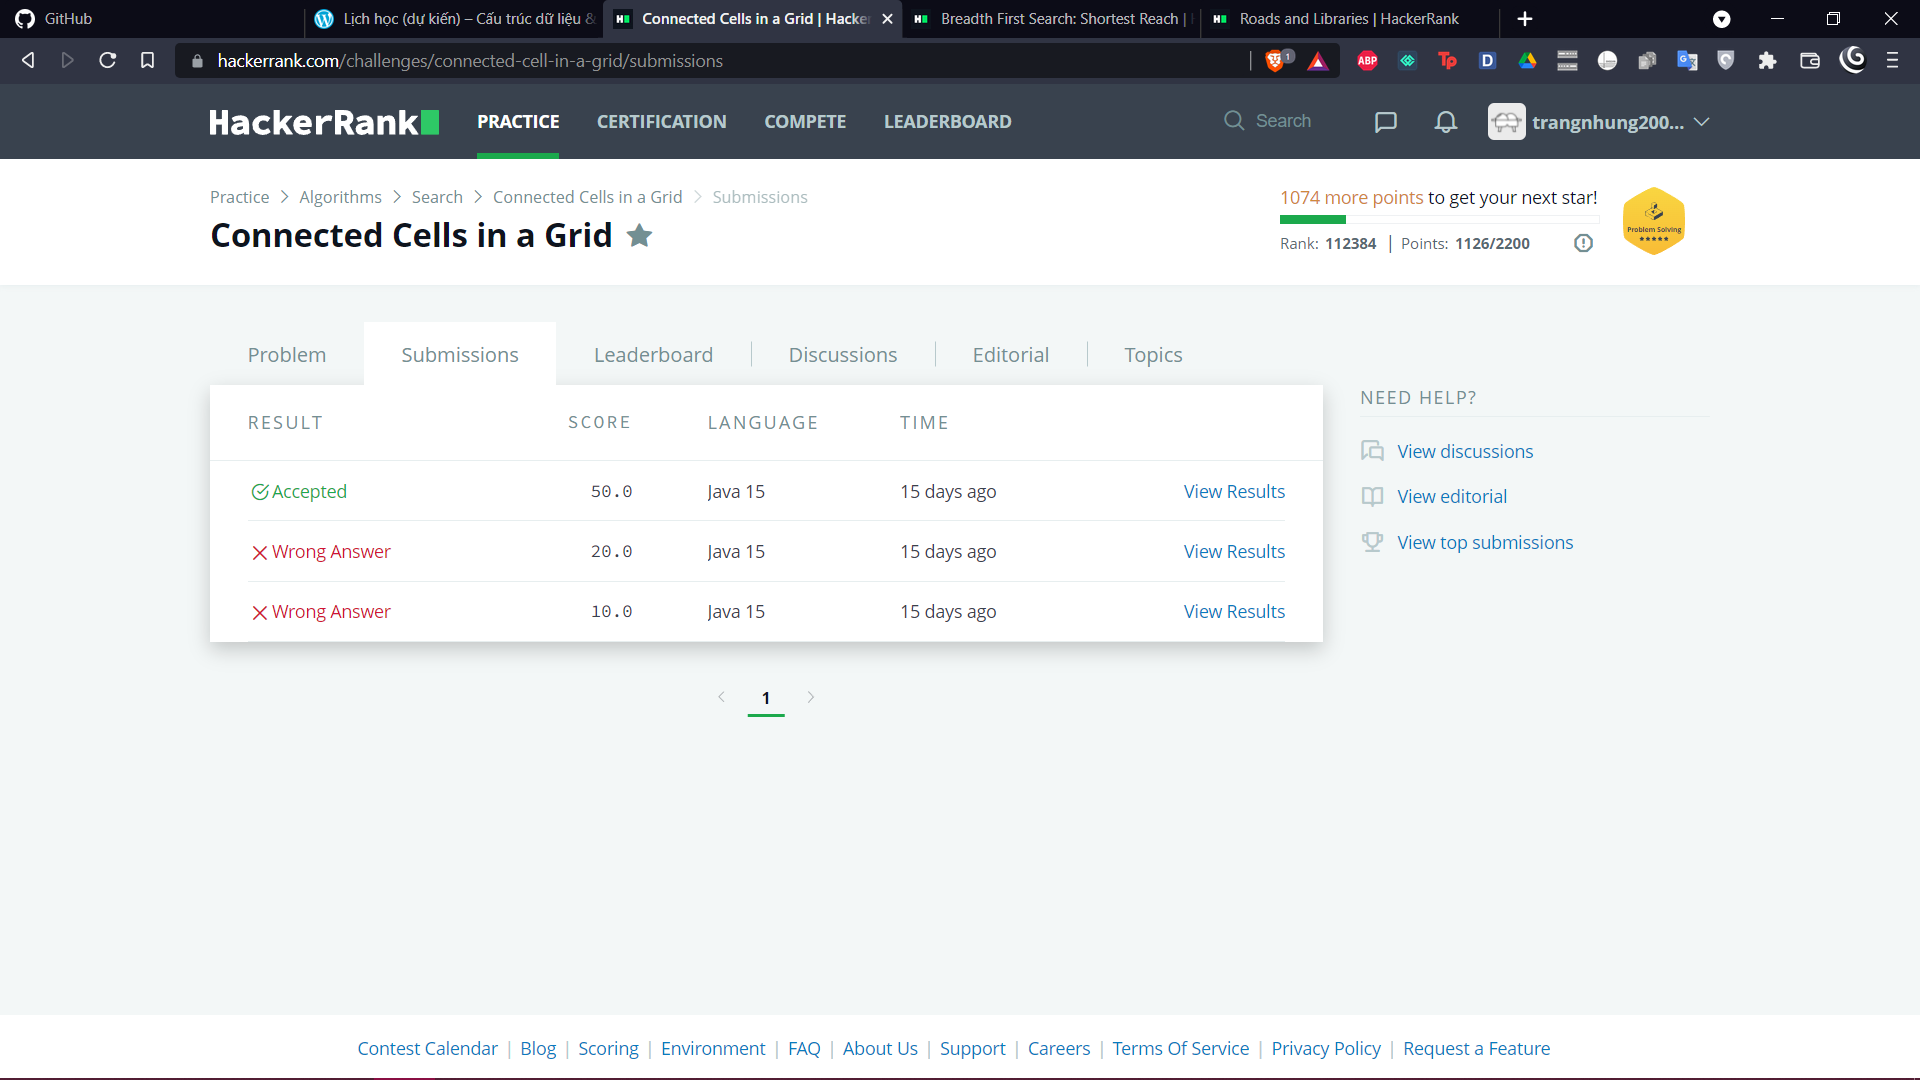 GitHub
Lịch học (dự kiến) – Cấu trúc dữ liệu &
Connected Cells in a Grid | Hacke
Breadth First Search: Shortest Reach |
Roads and Libraries | HackerRank
hackerrank.com/challenges/connected-cell-in-a-grid/submissions
1
ABP
Tp
D
HackerRank
PRACTICE
CERTIFICATION
COMPETE
LEADERBOARD
Search
trangnhung200...
Practice > Algorithms > Search > Connected Cells in a Grid > Submissions
Connected Cells in a Grid
1074 more points to get your next star!
Rank: 112384 | Points: 1126/2200
Problem Solving
Problem
Submissions
Leaderboard
Discussions
Editorial
Topics
RESULT SCORE LANGUAGE TIME
Accepted 50.0 Java 15 15 days ago View Results
Wrong Answer 20.0 Java 15 15 days ago View Results
Wrong Answer 10.0 Java 15 15 days ago View Results
1
NEED HELP?
View discussions
View editorial
View top submissions
Contest Calendar | Blog | Scoring | Environment | FAQ | About Us | Support | Careers | Terms Of Service | Privacy Policy | Request a Feature